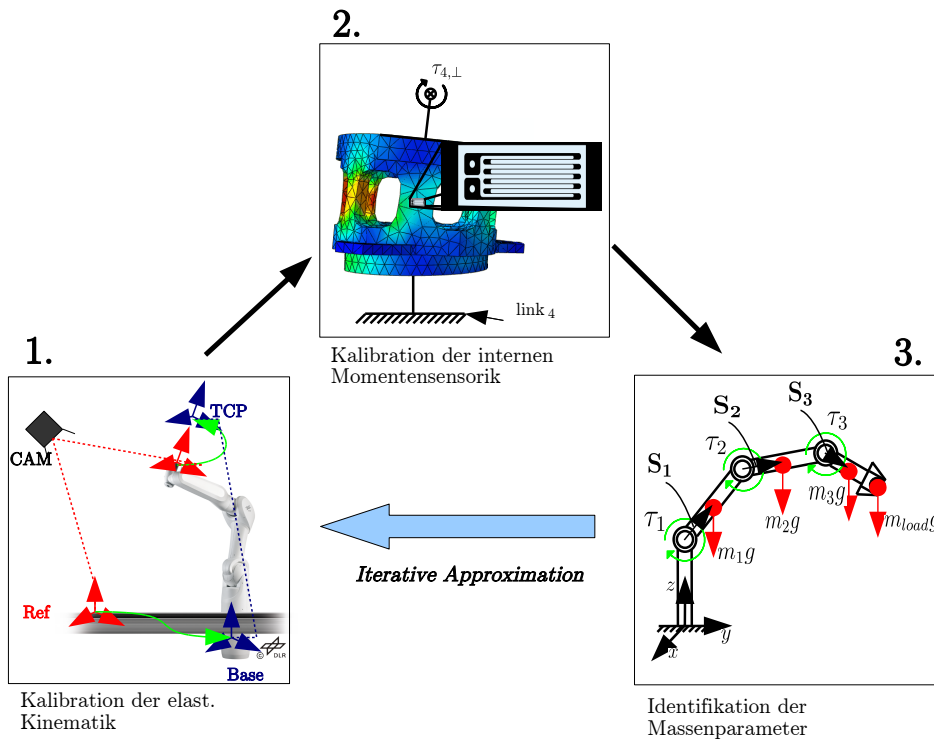 2.
τ4,⊥
link 4
Kalibration der internen
Momentensensorik
1.
TCP
CAM
Ref
Base
© DLR
Kalibration der elast.
Kinematik
Iterative Approximation
3.
S3
S2
τ3
τ2
S1
m3g
τ1
m2g
mloadg
m1g
z
y
x
Identifikation der
Massenparameter